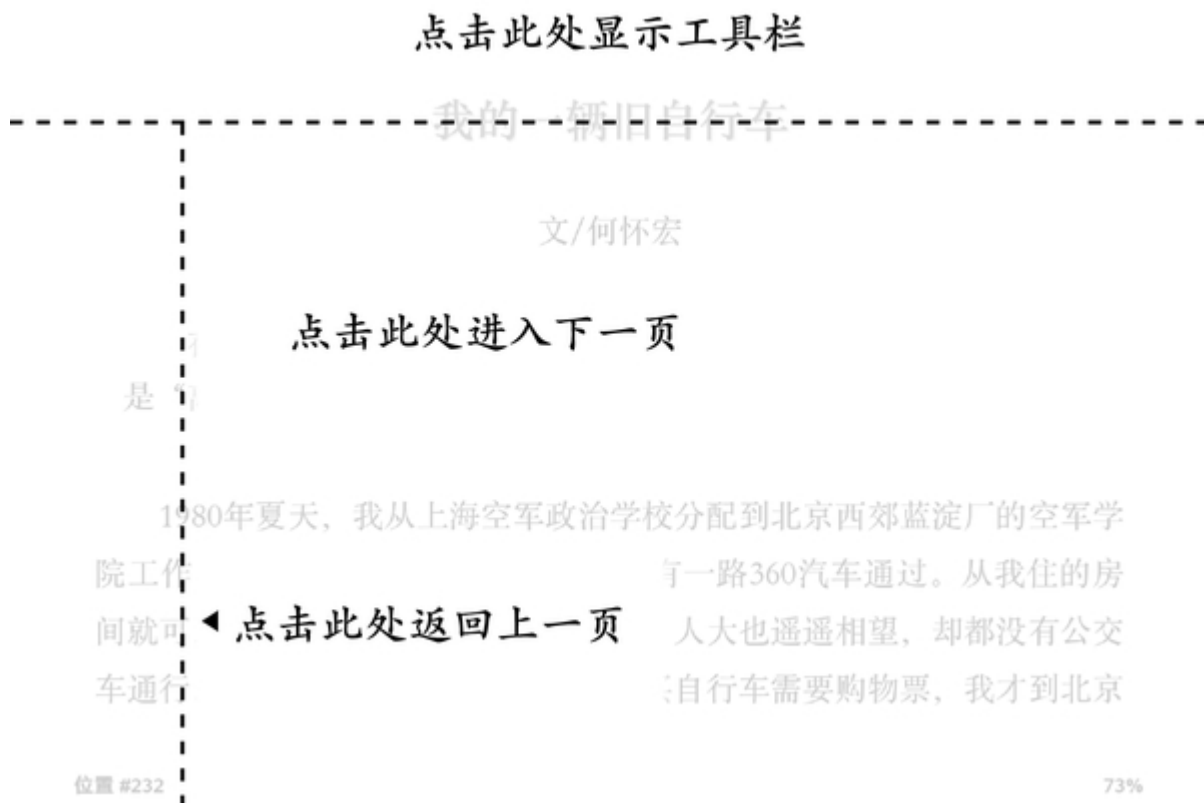 点击此处显示工具栏
我的一辆旧自行车
文/何怀宏
点击此处进入下一页
是“
1980年夏天，我从上海空军政治学校分配到北京西郊蓝淀厂的空军学
院工作 一路360汽车通过。从我住的房
间就可 人大也遥遥相望，却都没有公交
◀点击此处返回上一页
车通行 自行车需要购物票，我才到北京
位置 #232
73%